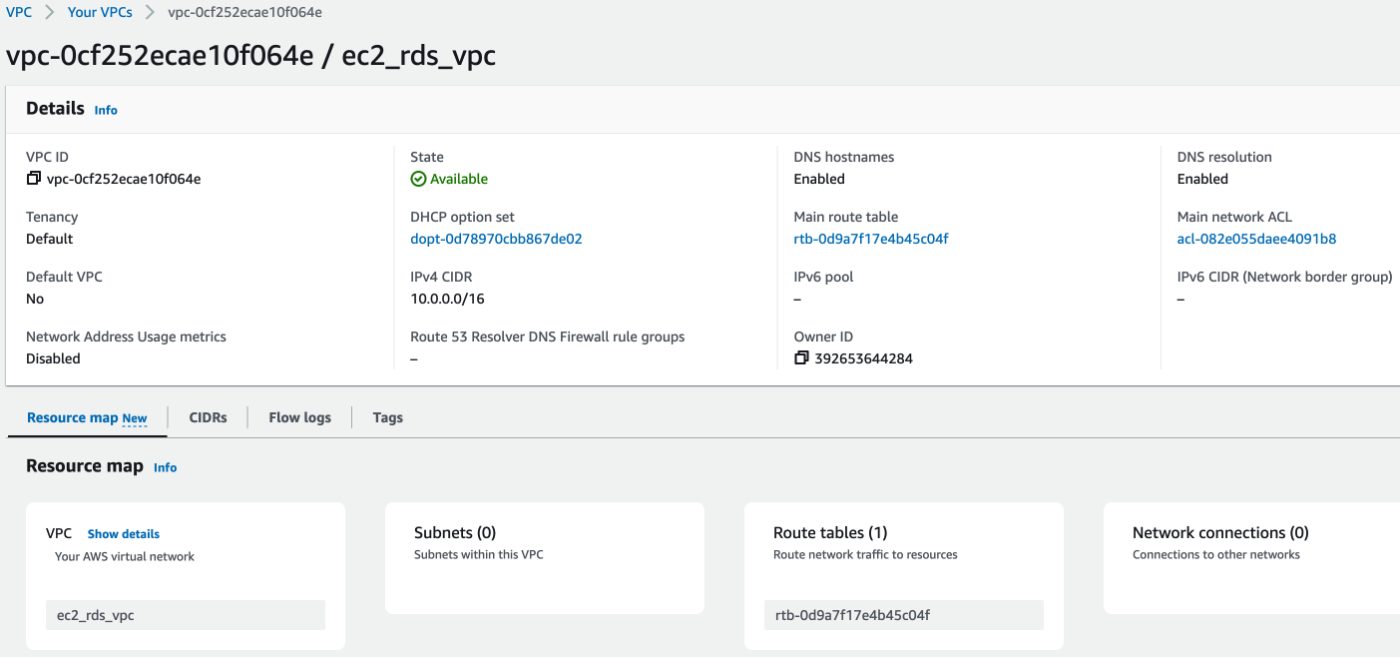 VPC > Your VPCs > vpc-0cf252ecae10f064e
vpc-0cf252ecae10f064e / ec2_rds_vpc
Details Info
VPC ID
vpc-0cf252ecae10f064e
State
Available
DNS hostnames
Enabled
DNS resolution
Enabled
Tenancy
Default
DHCP option set
dopt-0d78970cbb867de02
Main route table
rtb-0d9a7f17e4b45c04f
Main network ACL
acl-082e055daee4091b8
Default VPC
No
IPv4 CIDR
10.0.0.0/16
IPv6 pool
–
IPv6 CIDR (Network border group)
–
Network Address Usage metrics
Disabled
Route 53 Resolver DNS Firewall rule groups
–
Owner ID
392653644284
Resource map New
CIDRs
Flow logs
Tags
Resource map Info
VPC Show details
Your AWS virtual network
ec2_rds_vpc
Subnets (0)
Subnets within this VPC
Route tables (1)
Route network traffic to resources
rtb-0d9a7f17e4b45c04f
Network connections (0)
Connections to other networks